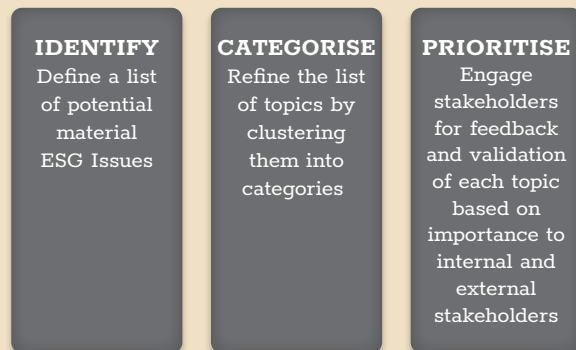 IDENTIFY
Define a list
of potential
material
ESG Issues
CATEGORISE
Refine the list
of topics by
clustering
them into
categories
PRIORITISE
Engage
stakeholders
for feedback
and validation
of each topic
based on
importance to
internal and
external
stakeholders